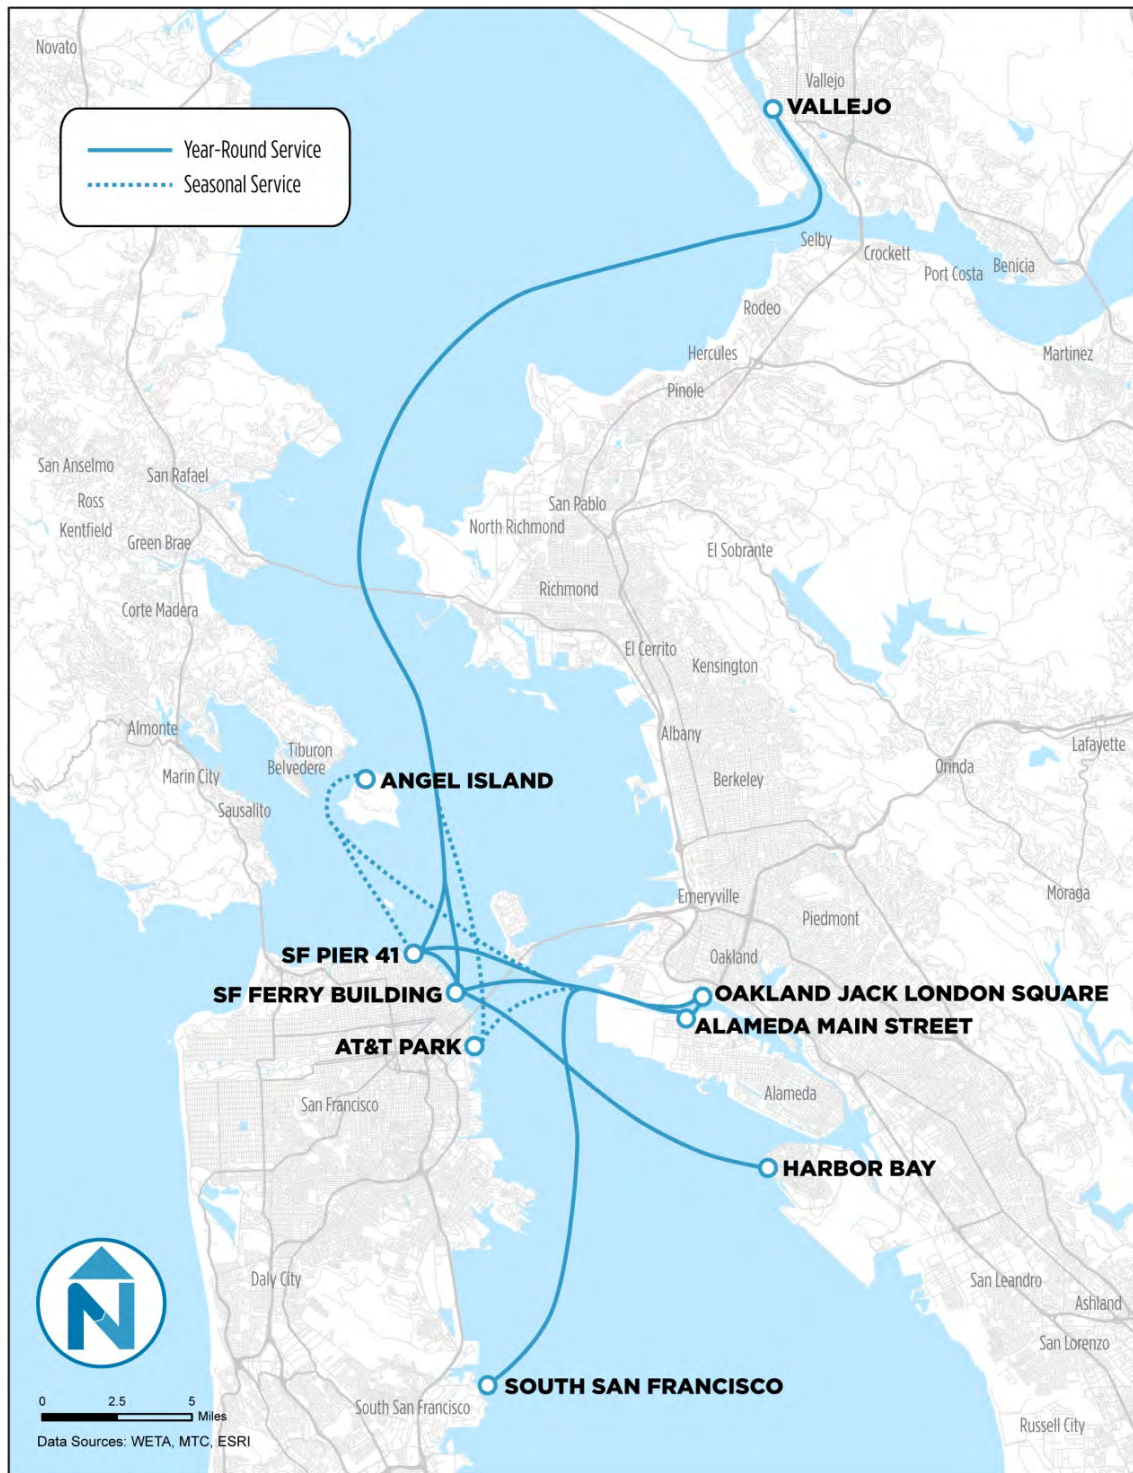 Novato
Vallejo
VALLEJO
Year-Round Service
Seasonal Service
Selby
Crockett
Benicia
Port Costa
Rodeo
Hercules
Martinez
Pinole
San Anselmo
San Rafael
Ross
San Pablo
Kentfield
North Richmond
Green Brae
El Sobrante
Richmond
Corte Madera
El Cerrito
Kensington
Almonte
Albany
Tiburon
Lafayette
Belvedere
Marin City
Orinda
ANGEL ISLAND
Berkeley
Sausalito
Emeryville
Moraga
Piedmont
SF PIER 41
Oakland
SF FERRY BUILDING
OAKLAND JACK LONDON SQUARE
ALAMEDA MAIN STREET
AT&T PARK
Alameda
San Francisco
HARBOR BAY
N
Daly City
San Leandro
Ashland
San Lorenzo
SOUTH SAN FRANCISCO
South San Francisco
0 2.5 5
Miles
Russell City
Data Sources: WETA, MTC, ESRI